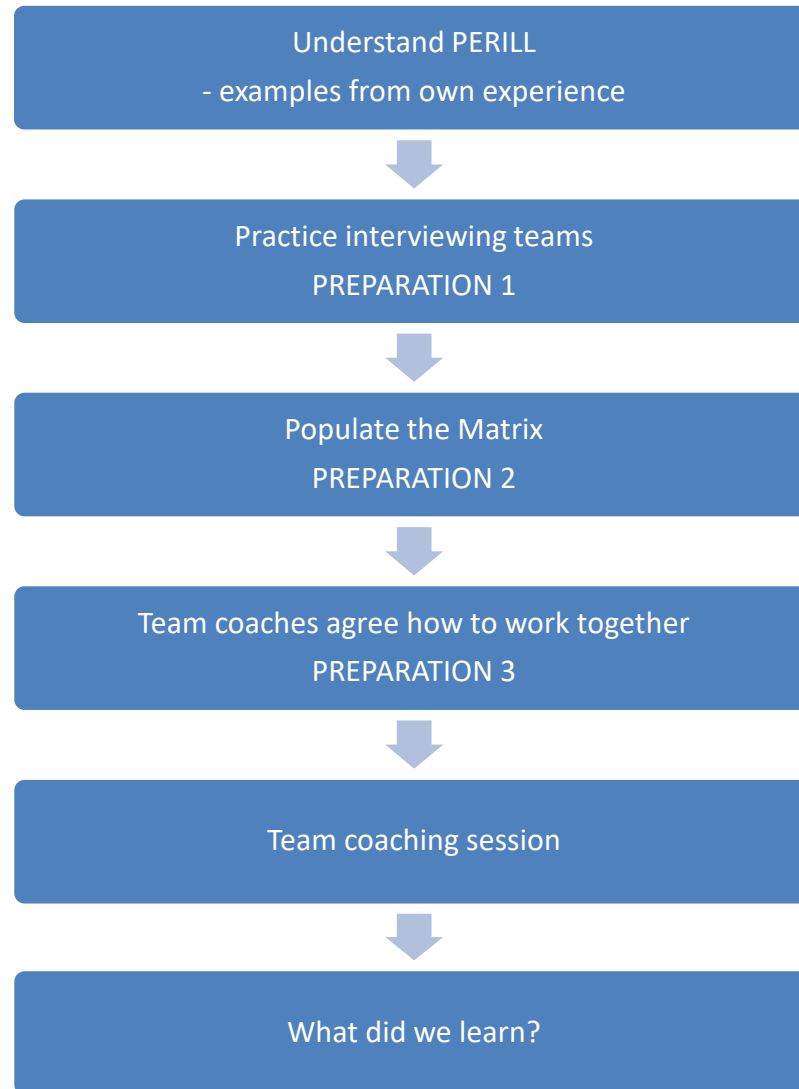 Understand PERILL
- examples from own experience
Practice interviewing teams
PREPARATION 1
Populate the Matrix
PREPARATION 2
Team coaches agree how to work together
PREPARATION 3
Team coaching session
What did we learn?